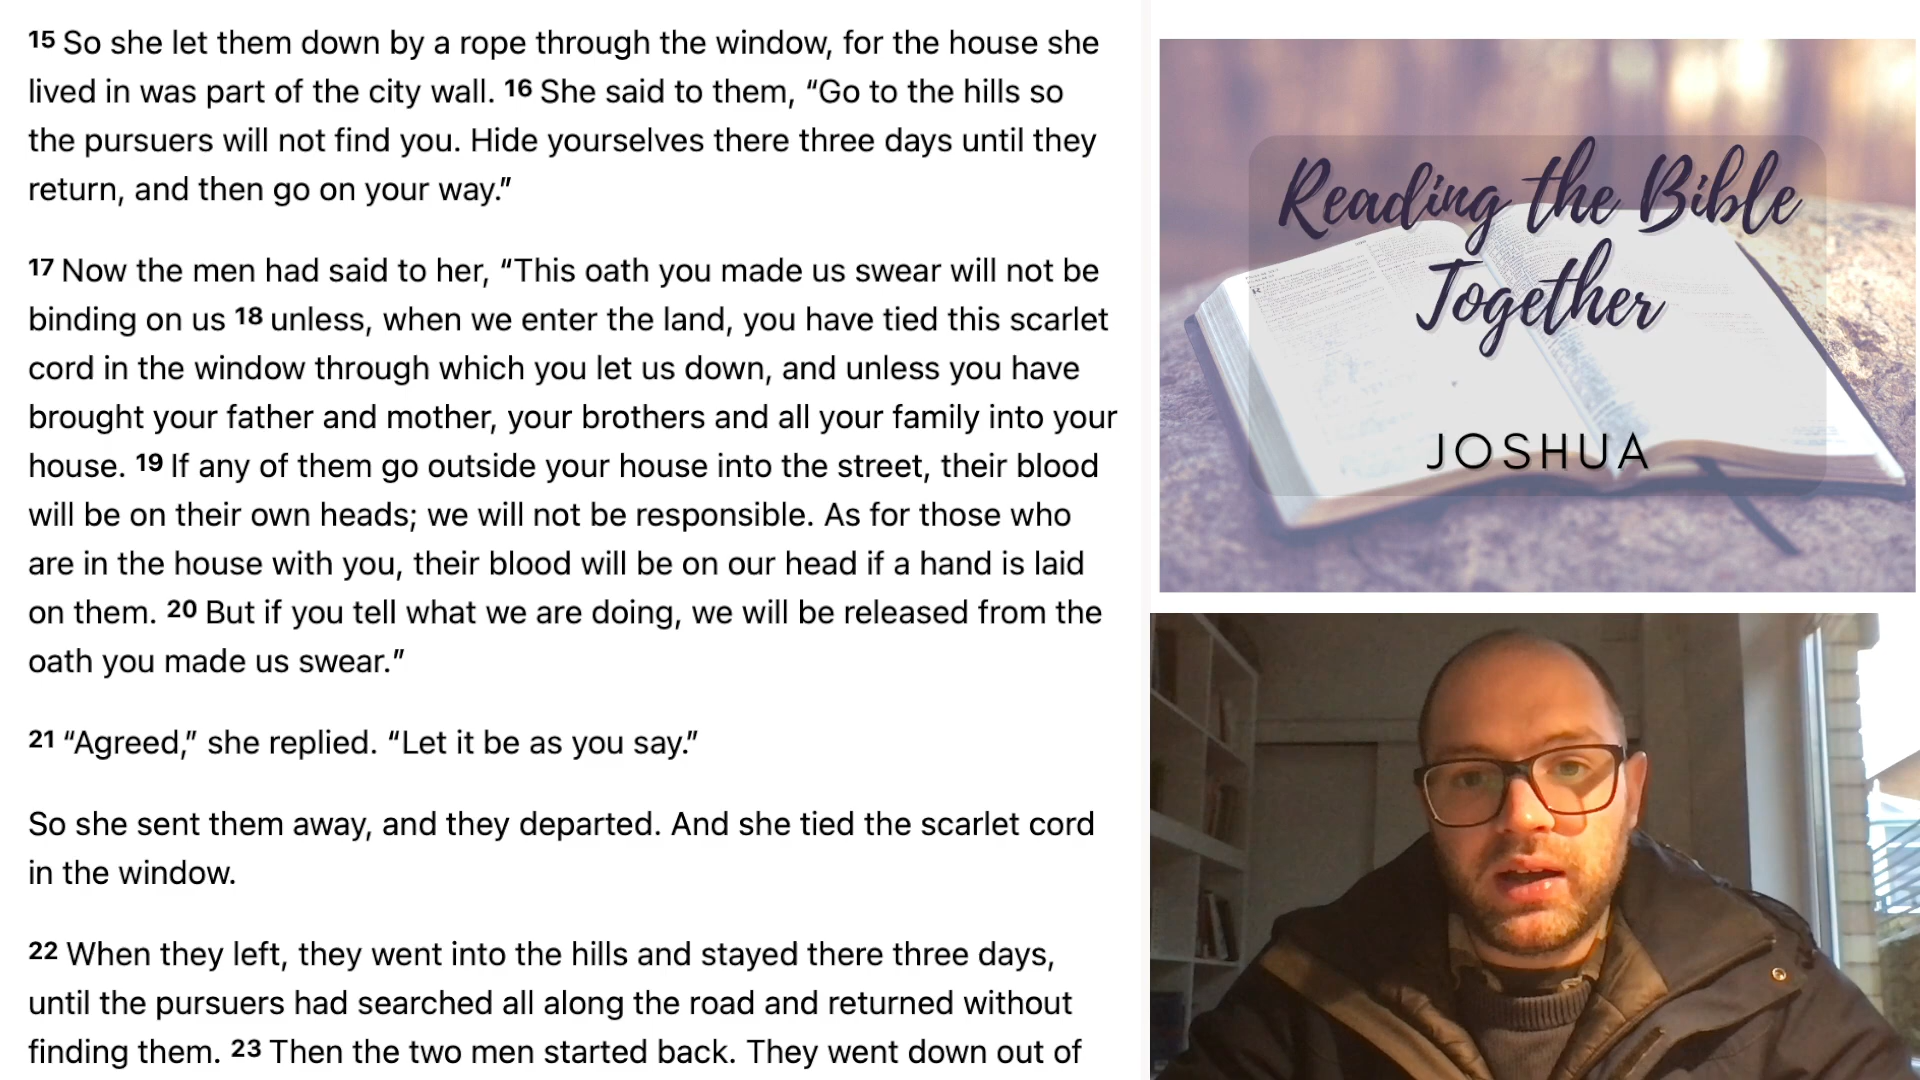 15 So she let them down by a rope through the window, for the house she
lived in was part of the city wall. 16 She said to them, “Go to the hills so
the pursuers will not find you. Hide yourselves there three days until they
return, and then go on your way.”
17 Now the men had said to her, “This oath you made us swear will not be
binding on us 18 unless, when we enter the land, you have tied this scarlet
cord in the window through which you let us down, and unless you have
brought your father and mother, your brothers and all your family into your
house. 19 If any of them go outside your house into the street, their blood
will be on their own heads; we will not be responsible. As for those who
are in the house with you, their blood will be on our head if a hand is laid
on them. 20 But if you tell what we are doing, we will be released from the
oath you made us swear.”
21 “Agreed,” she replied. “Let it be as you say.”
So she sent them away, and they departed. And she tied the scarlet cord
in the window.
22 When they left, they went into the hills and stayed there three days,
until the pursuers had searched all along the road and returned without
finding them. 23 Then the two men started back. They went down out of
Reading the Bible
Together
JOSHUA